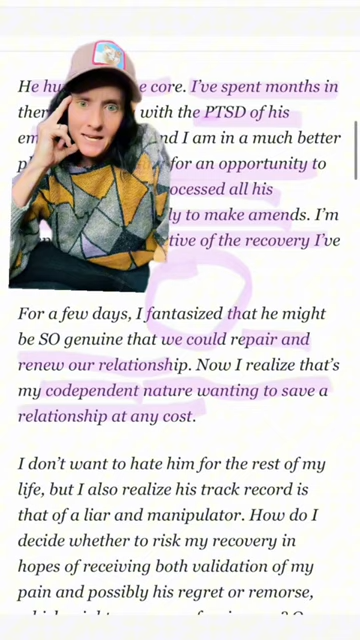 He hu e core. I've spent months in
ther with the PTSD of his
em nd I am in a much better
pl for an opportunity to
ocessed all his
ly to make amends. I'm
tive of the recovery I've
For a few days, I fantasized that he might
be SO genuine that we could repair and
renew our relationship. Now I realize that's
my codependent nature wanting to save a
relationship at any cost.
I don't want to hate him for the rest of my
life, but I also realize his track record is
that of a liar and manipulator. How do I
decide whether to risk my recovery in
hopes of receiving both validation of my
pain and possibly his regret or remorse,